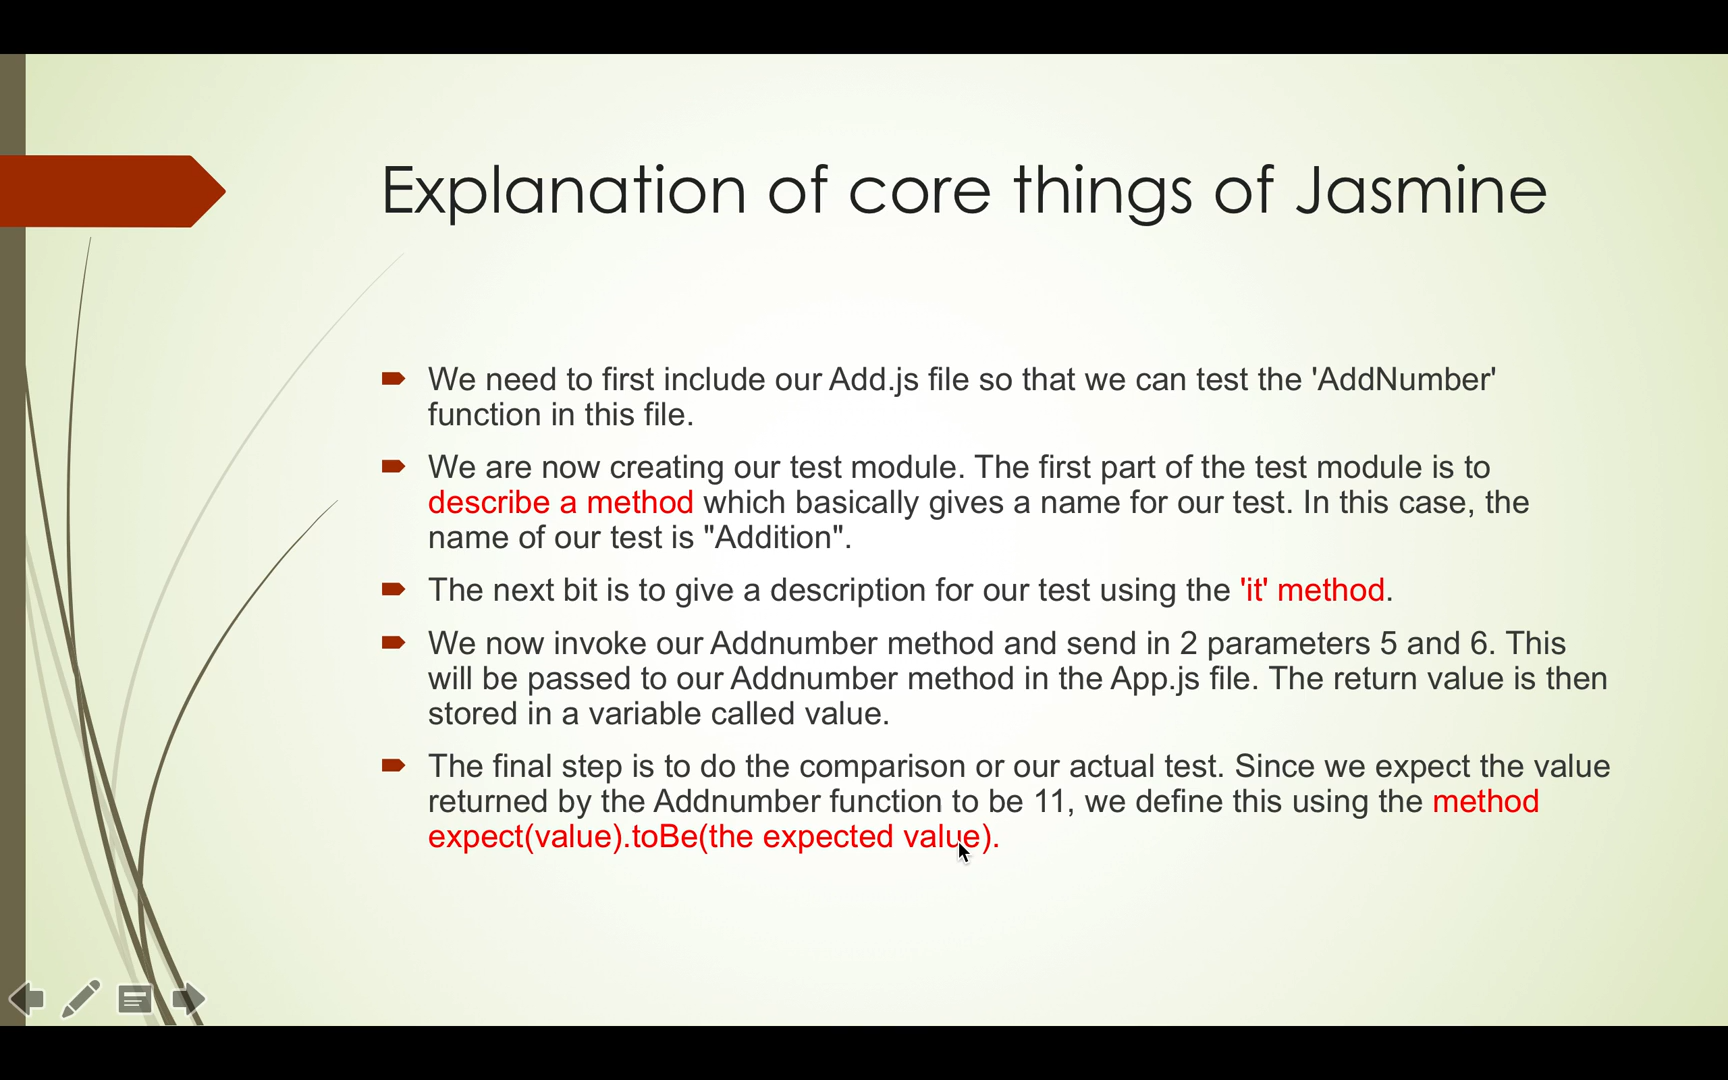 Explanation of core things of Jasmine
We need to first include our Add.js file so that we can test the 'AddNumber'
function in this file.
We are now creating our test module. The first part of the test module is to
describe a method which basically gives a name for our test. In this case, the
name of our test is "Addition".
The next bit is to give a description for our test using the 'it' method.
We now invoke our Addnumber method and send in 2 parameters 5 and 6. This
will be passed to our Addnumber method in the App.js file. The return value is then
stored in a variable called value.
The final step is to do the comparison or our actual test. Since we expect the value
returned by the Addnumber function to be 11, we define this using the method
expect(value).toBe(the expected value).